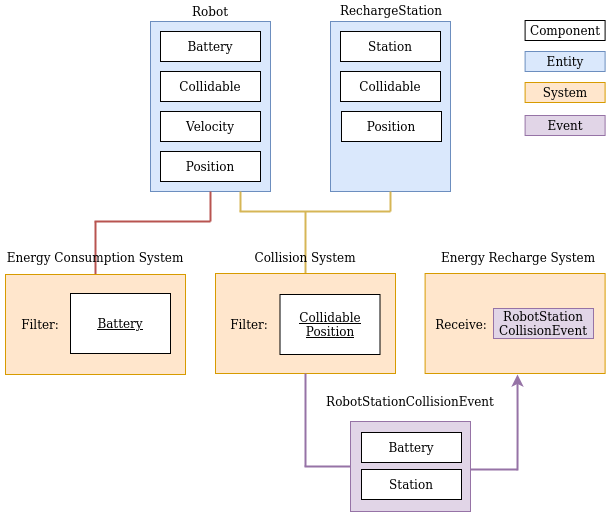 Robot
RechargeStation
Battery
Collidable
Velocity
Position
Station
Collidable
Position
Component
Entity
System
Event
Energy Consumption System
Collision System
Energy Recharge System
Filter:
Battery
Filter:
Collidable
Position
Receive:
RobotStation
CollisionEvent
RobotStationCollisionEvent
Battery
Station